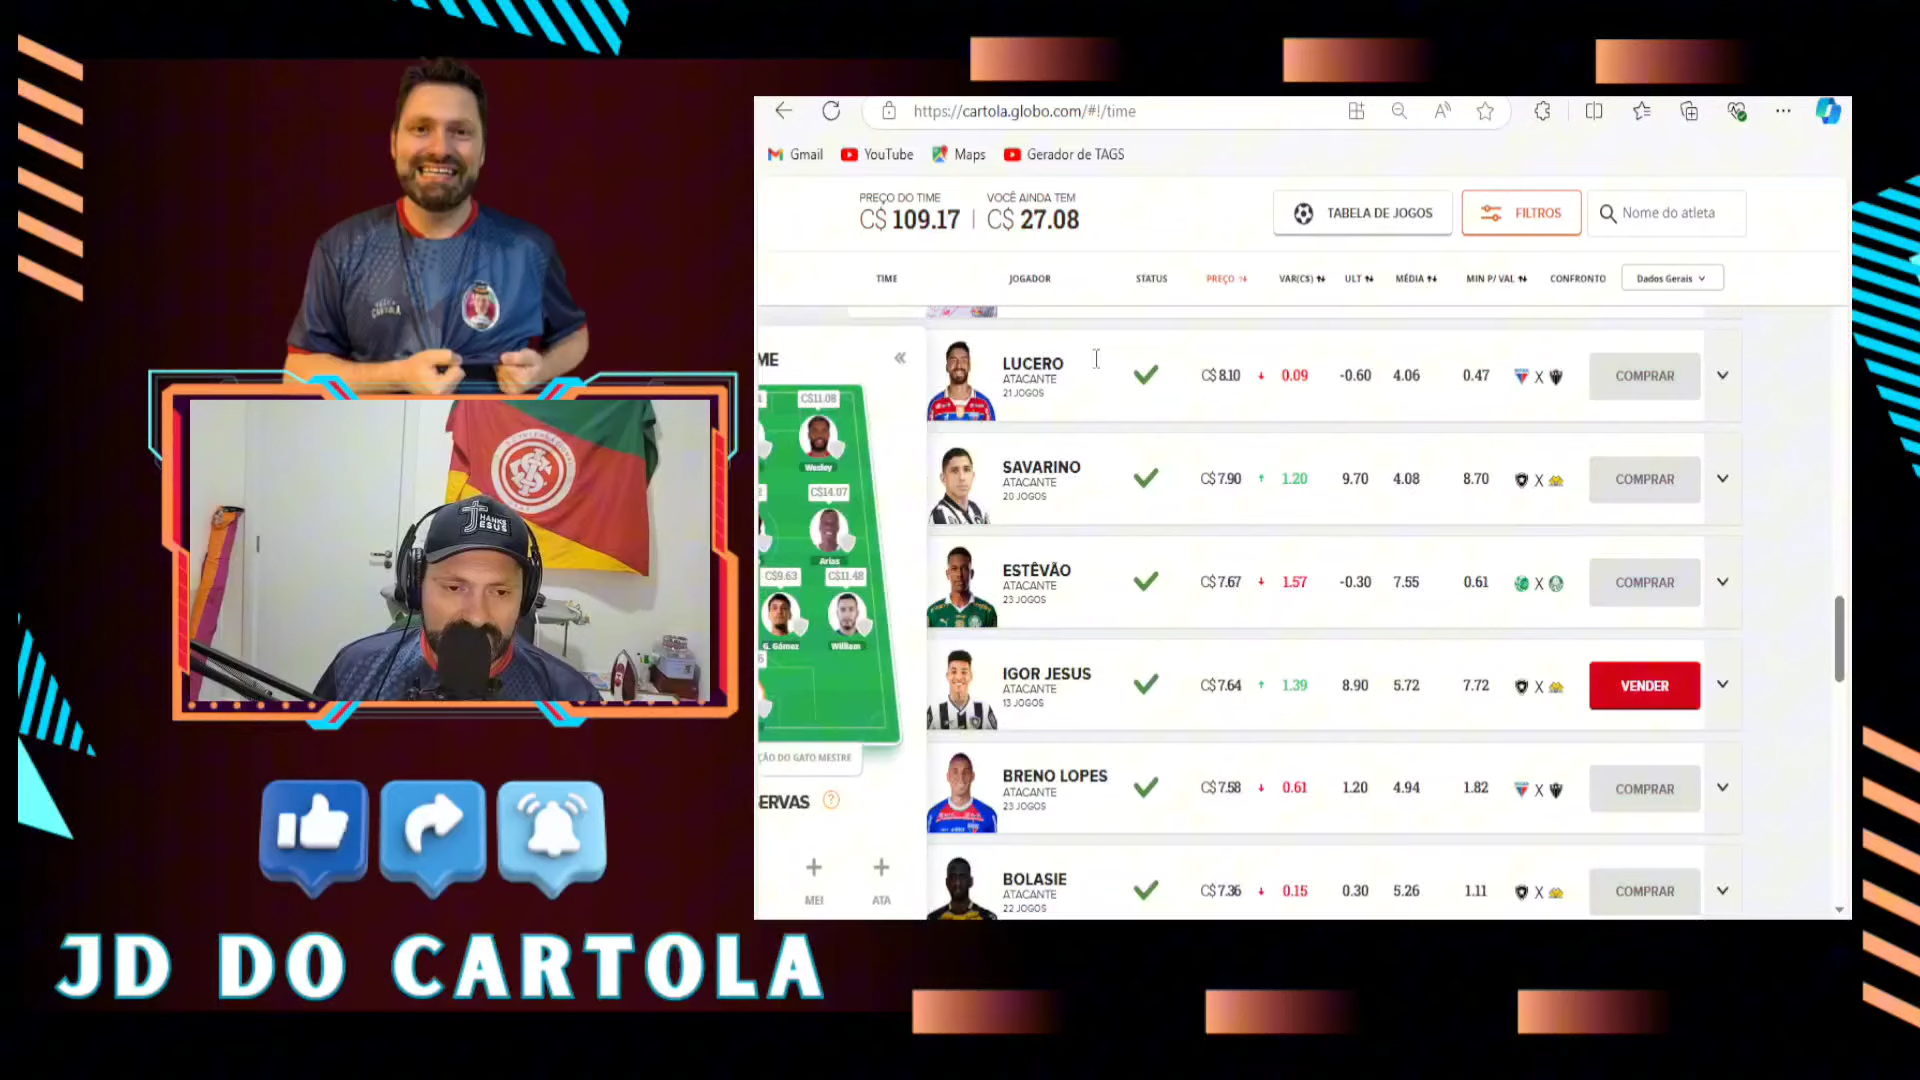 https://cartola.globo.com/#!/time
Gmail
YouTube
Maps
Gerador de TAGS
PREÇO DO TIME
C$ 109.17
VOCÊ AINDA TEM
C$ 27.08
TABELA DE JOGOS
FILTROS
Nome do atleta
TIME
JOGADOR
STATUS
PREÇO
VAR(C$)
ULT
MÉDIA
MIN P/ VAL
CONFRONTO
Dados Gerais
ME
C$11.08
Wesley
C$14.07
Arias
C$9.63
G. Gómez
C$11.48
William
ÇÃO DO GATO MESTRE
ERVAS ?
+ MEI
+ ATA
LUCERO
ATACANTE
21 JOGOS
C$ 8.10 0.09 -0.60 4.06 0.47 X COMPRAR
SAVARINO
ATACANTE
20 JOGOS
C$ 7.90 1.20 9.70 4.08 8.70 X COMPRAR
ESTÊVÃO
ATACANTE
23 JOGOS
C$ 7.67 1.57 -0.30 7.55 0.61 X COMPRAR
IGOR JESUS
ATACANTE
13 JOGOS
C$ 7.64 1.39 8.90 5.72 7.72 X VENDER
BRENO LOPES
ATACANTE
23 JOGOS
C$ 7.58 0.61 1.20 4.94 1.82 X COMPRAR
BOLASIE
ATACANTE
22 JOGOS
C$ 7.36 0.15 0.30 5.26 1.11 X COMPRAR
THANKS
JESUS
CARTOLA
JD DO CARTOLA